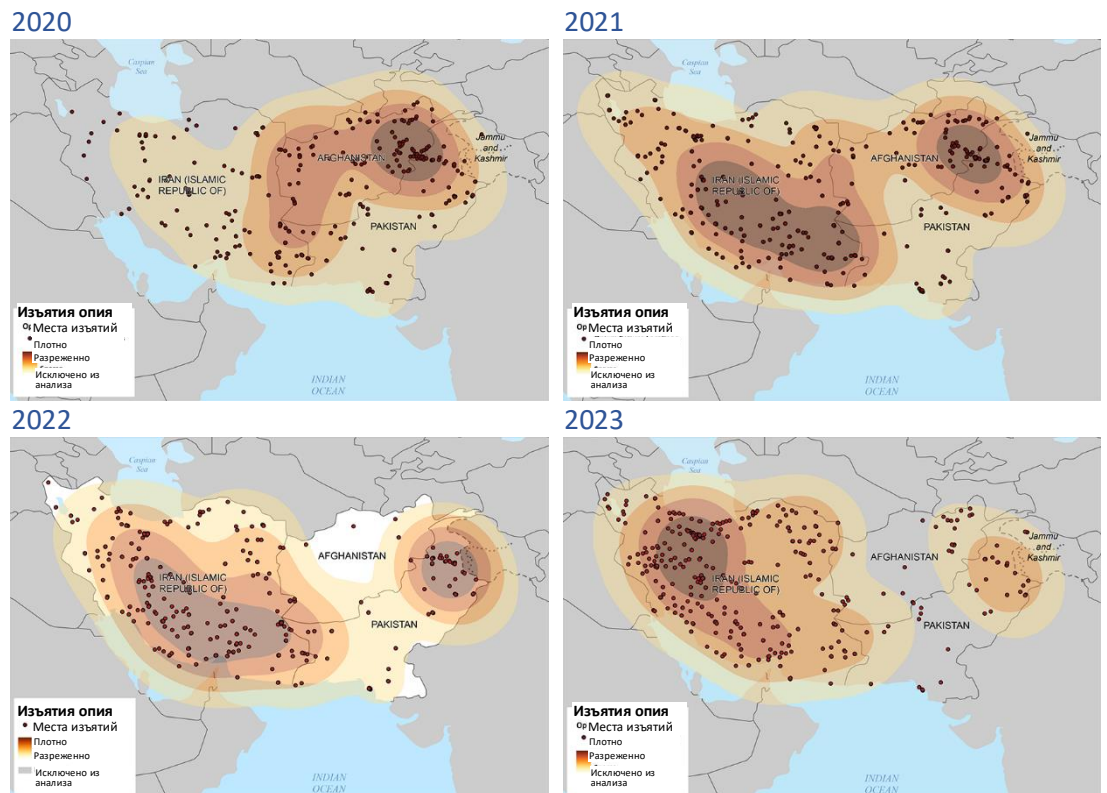 2020
Caspian
Sea
Jammu
and
Kashmir
AFGHANISTAN
IRAN (ISLAMIC
REPUBLIC OF)
PAKISTAN
Изъятия опия
Места изъятий
Плотно
Разреженно
Исключено из
анализа
INDIAN
OCEAN
2021
Caspian
Sea
Jammu
and
Kashmir
AFGHANISTAN
IRAN (ISLAMIC
REPUBLIC OF)
PAKISTAN
Изъятия опия
Места изъятий
Плотно
Разреженно
Исключено из
анализа
INDIAN
OCEAN
2022
Caspian
Sea
AFGHANISTAN
IRAN (ISLAMIC
REPUBLIC OF)
PAKISTAN
Изъятия опия
Места изъятий
Плотно
Разреженно
Исключено из
анализа
INDIAN
OCEAN
2023
Caspian
Sea
Jammu
and
Kashmir
AFGHANISTAN
IRAN (ISLAMIC
REPUBLIC OF)
PAKISTAN
Изъятия опия
Места изъятий
Плотно
Разреженно
Исключено из
анализа
INDIAN
OCEAN